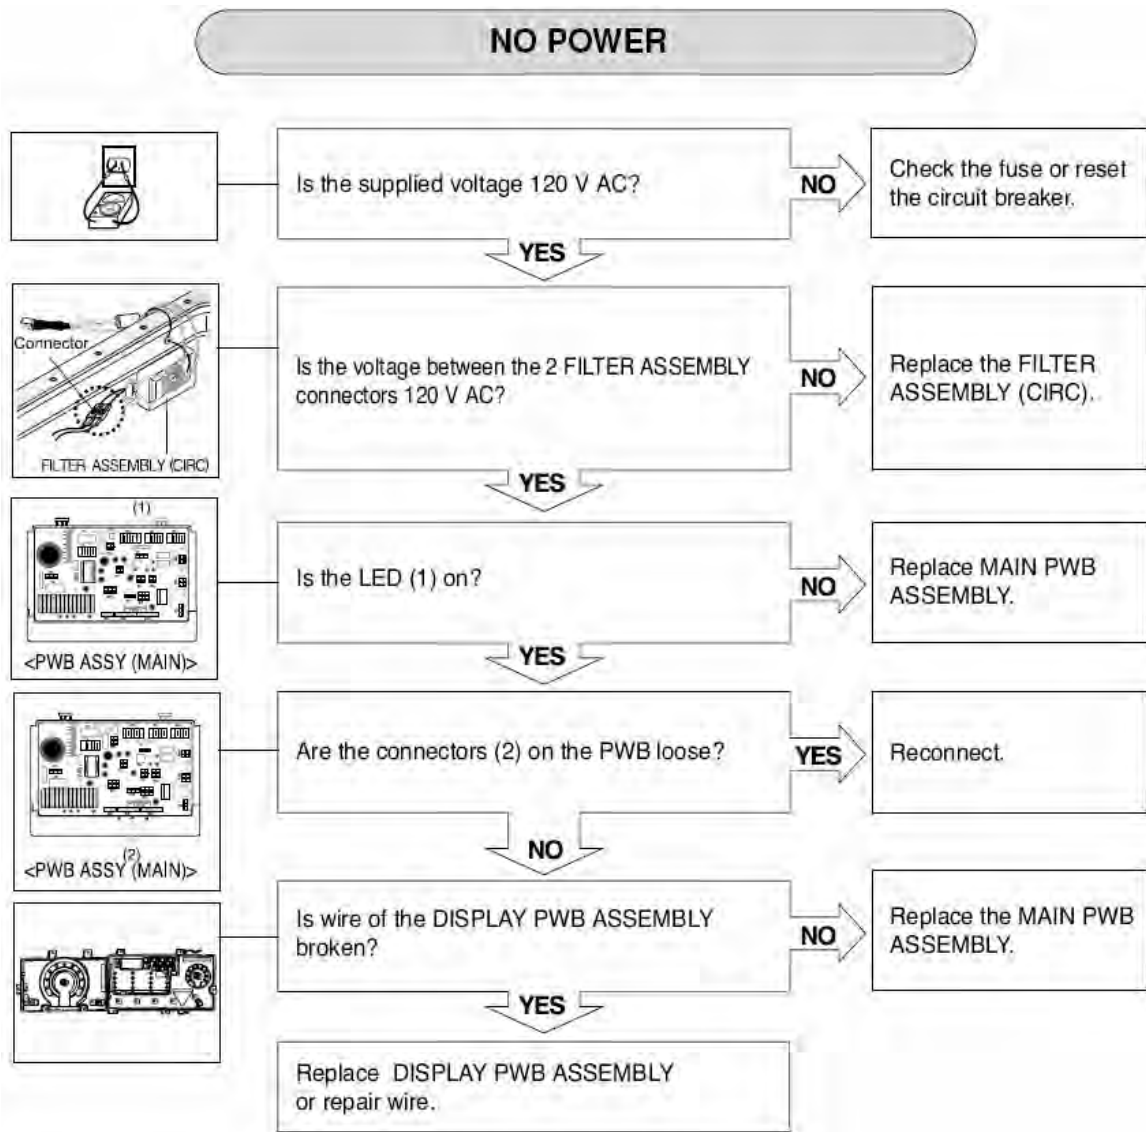 NO POWER
Is the supplied voltage 120 V AC?
NO
Check the fuse or reset
the circuit breaker.
YES
Connector
FILTER ASSEMBLY (CIRC)
Is the voltage between the 2 FILTER ASSEMBLY
connectors 120 V AC?
NO
Replace the FILTER
ASSEMBLY (CIRC).
YES
(1)
<PWB ASSY (MAIN)>
Is the LED (1) on?
NO
Replace MAIN PWB
ASSEMBLY.
YES
(2)
<PWB ASSY (MAIN)>
Are the connectors (2) on the PWB loose?
YES
Reconnect.
NO
Is wire of the DISPLAY PWB ASSEMBLY
broken?
NO
Replace the MAIN PWB
ASSEMBLY.
YES
Replace DISPLAY PWB ASSEMBLY
or repair wire.